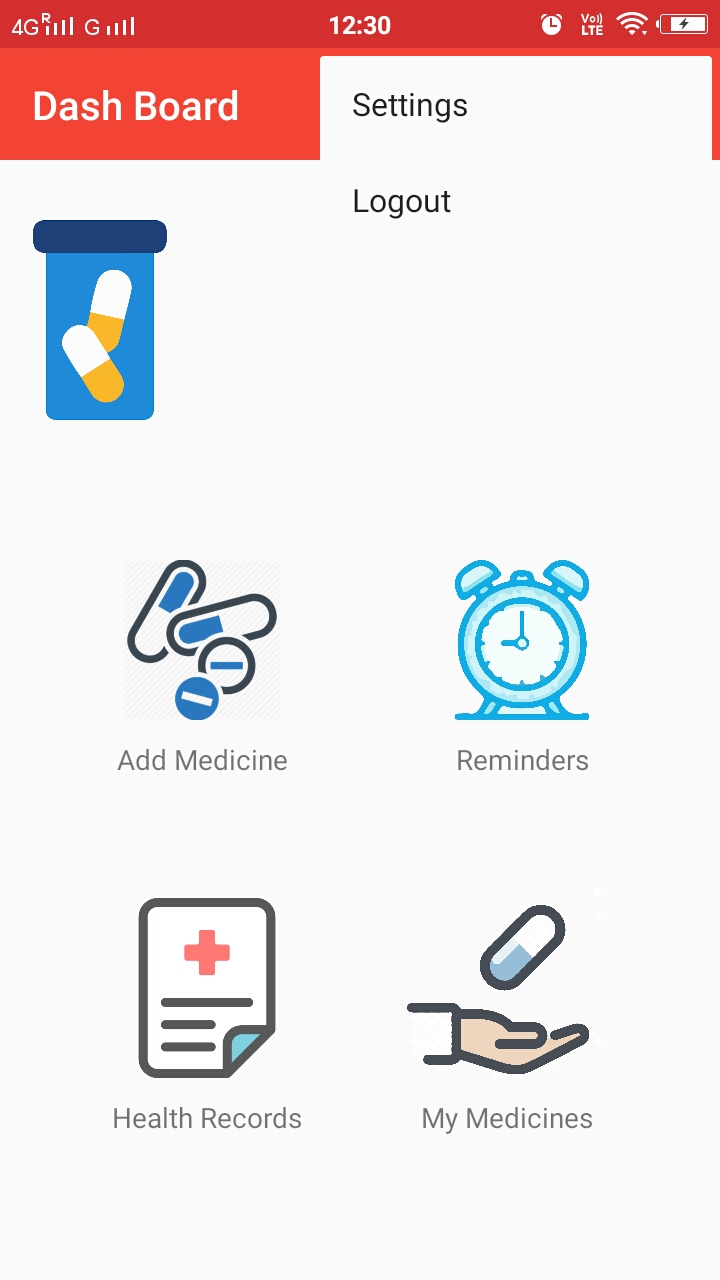 4G R G 12:30 Vo)) LTE
Dash Board
Settings
Logout
Add Medicine
Reminders
Health Records
My Medicines